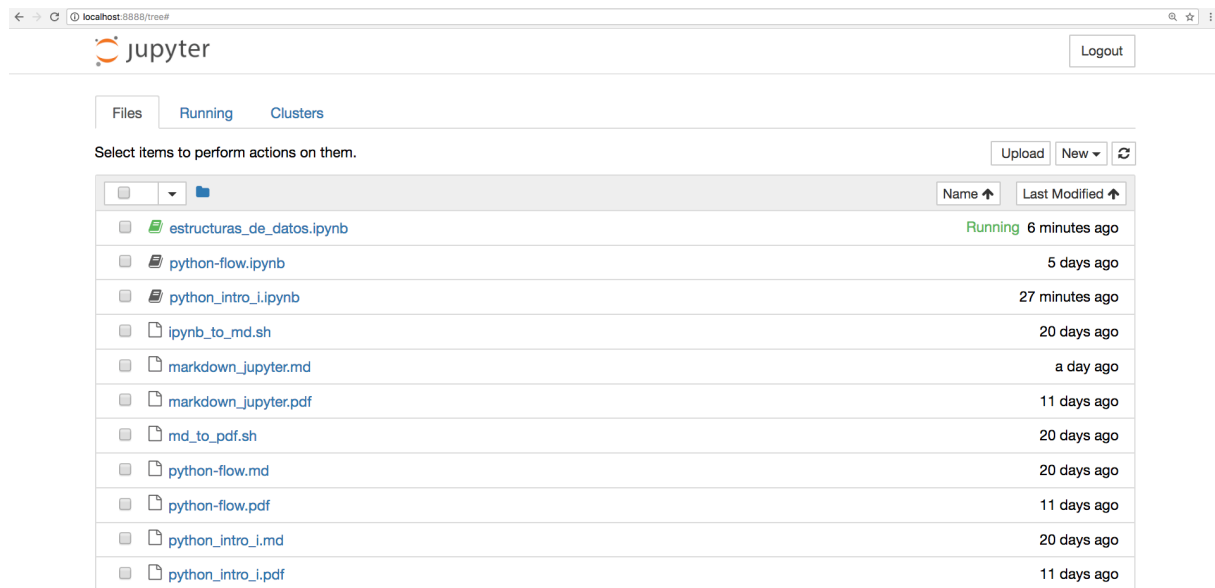 localhost:8888/tree#
jupyter
Logout
Files Running Clusters
Select items to perform actions on them.
Upload New
Name Last Modified
estructuras_de_datos.ipynb Running 6 minutes ago
python-flow.ipynb 5 days ago
python_intro_i.ipynb 27 minutes ago
ipynb_to_md.sh 20 days ago
markdown_jupyter.md a day ago
markdown_jupyter.pdf 11 days ago
md_to_pdf.sh 20 days ago
python-flow.md 20 days ago
python-flow.pdf 11 days ago
python_intro_i.md 20 days ago
python_intro_i.pdf 11 days ago